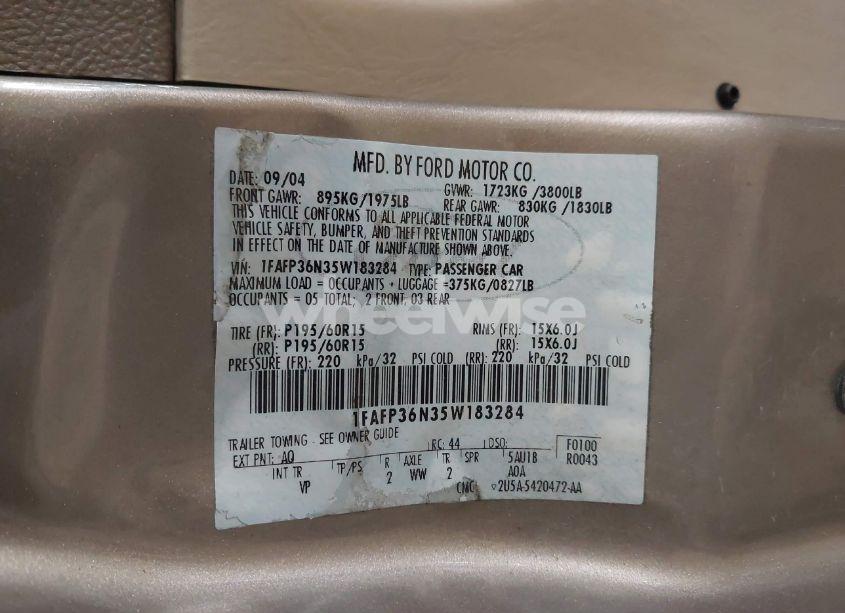 MFD. BY FORD MOTOR CO.
DATE: 09/04 GVWR: 1723KG /3800LB
FRONT GAWR: 895KG/1975LB REAR GAWR: 830KG /1830LB
THIS VEHICLE CONFORMS TO ALL APPLICABLE FEDERAL MOTOR
VEHICLE SAFETY, BUMPER, AND THEFT PREVENTION STANDARDS
IN EFFECT ON THE DATE OF MANUFACTURE SHOWN ABOVE.
VIN: 1FAFP36N35W183284 TYPE: PASSENGER CAR
MAXIMUM LOAD = OCCUPANTS + LUGGAGE =375KG/0827LB
OCCUPANTS = 05 TOTAL; 2 FRONT; 03 REAR
wheelwise
TIRE (FR): P195/60R15 RIMS (FR): 15X6.0J
(RR): P195/60R15 (RR): 15X6.0J
PRESSURE (FR): 220 kPa/32 PSI COLD (RR): 220 kPa/32 PSI COLD
1FAFP36N35W183284
TRAILER TOWING - SEE OWNER GUIDE
EXT PNT: AQ RC: 44 DSO: F0100
INT TR TP/PS R AXLE TR SPR 5AU1B R0043
VP 2 WW 2 A0A
CMC ▽2U5A-5420472-AA